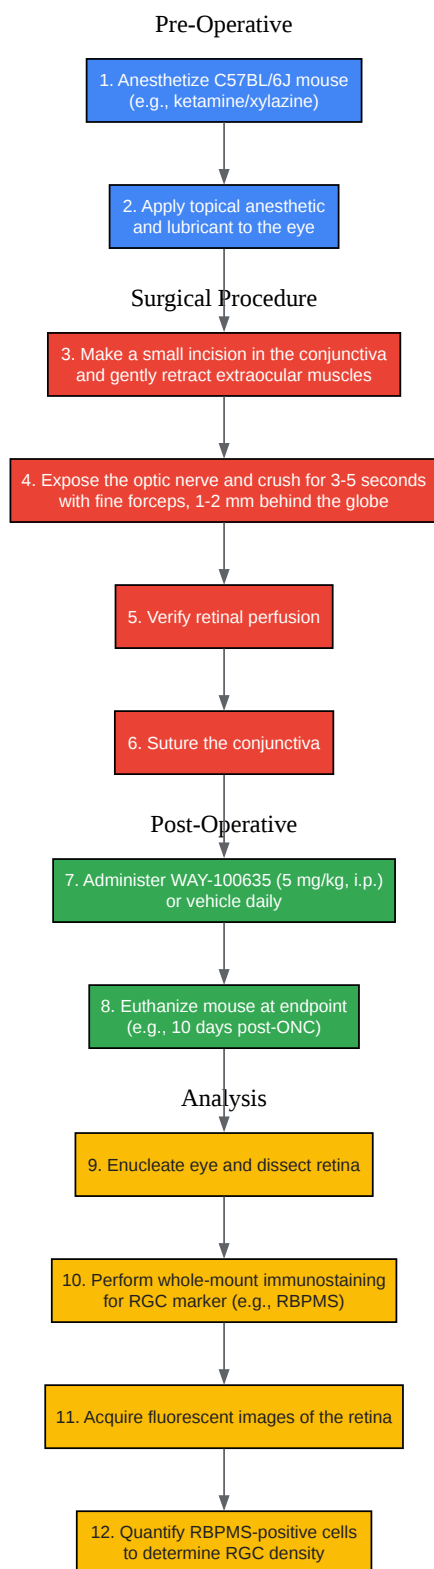 Pre-Operative
1. Anesthetize C57BL/6J mouse
(e.g., ketamine/xylazine)
2. Apply topical anesthetic
and lubricant to the eye
Surgical Procedure
3. Make a small incision in the conjunctiva
and gently retract extraocular muscles
4. Expose the optic nerve and crush for 3-5 seconds
with fine forceps, 1-2 mm behind the globe
5. Verify retinal perfusion
6. Suture the conjunctiva
Post-Operative
7. Administer WAY-100635 (5 mg/kg, i.p.)
or vehicle daily
8. Euthanize mouse at endpoint
(e.g., 10 days post-ONC)
Analysis
9. Enucleate eye and dissect retina
10. Perform whole-mount immunostaining
for RGC marker (e.g., RBPMS)
11. Acquire fluorescent images of the retina
12. Quantify RBPMS-positive cells
to determine RGC density